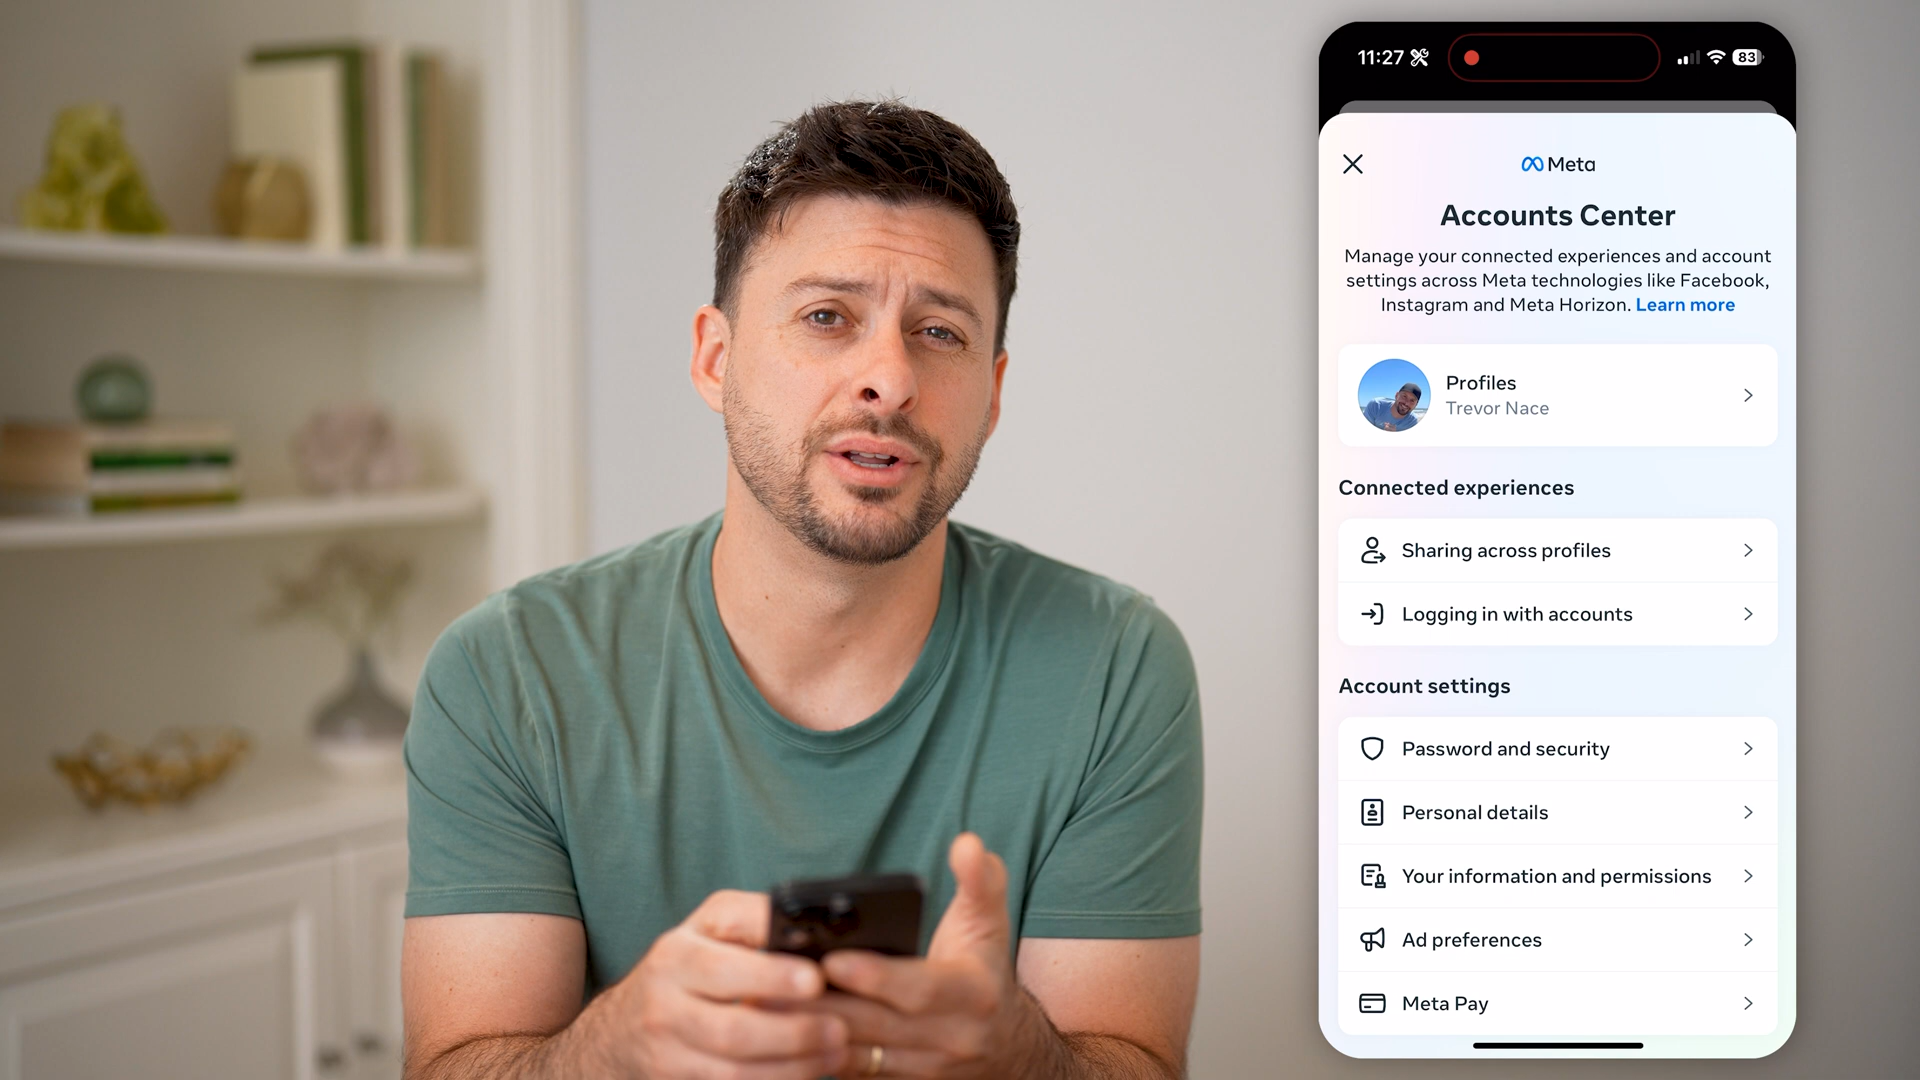 11:27
83
Meta
Accounts Center
Manage your connected experiences and account
settings across Meta technologies like Facebook,
Instagram and Meta Horizon. Learn more
Profiles
Trevor Nace
Connected experiences
Sharing across profiles
Logging in with accounts
Account settings
Password and security
Personal details
Your information and permissions
Ad preferences
Meta Pay